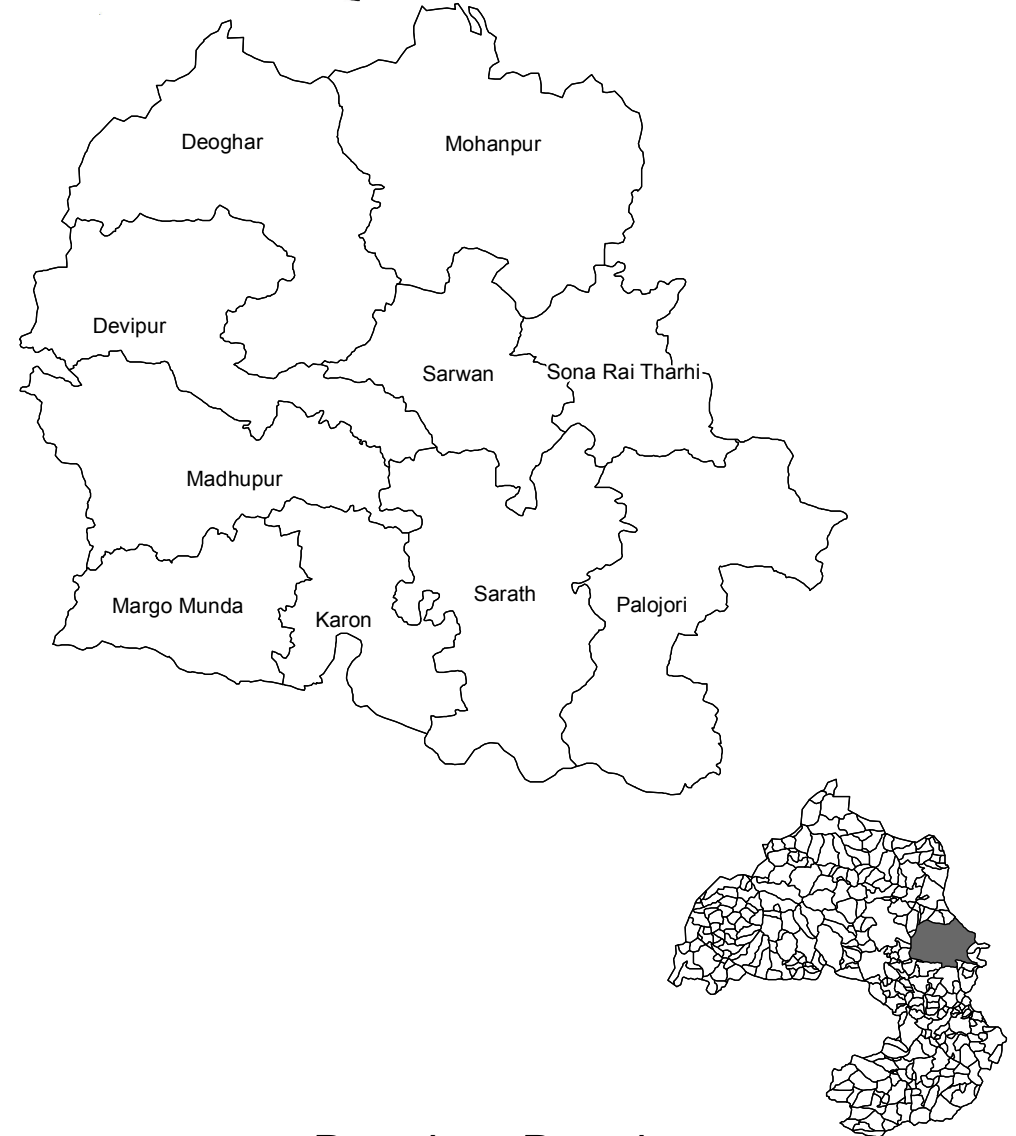 Deoghar
Mohanpur
Devipur
Sarwan
Sona Rai Tharhi
Madhupur
Margo Munda
Karon
Sarath
Palojori